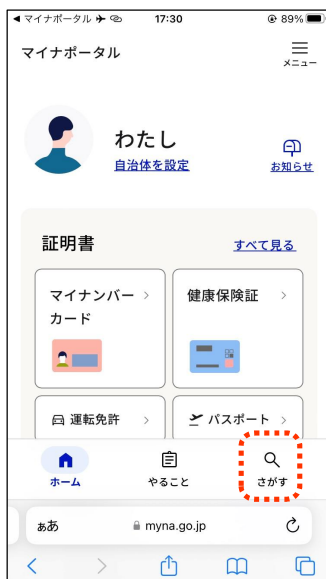 ◀ マイナポータル
17:30
89%
マイナポータル
メニュー
わたし
自治体を設定
お知らせ
証明書
すべて見る
マイナンバー
カード
健康保険証
運転免許
パスポート
ホーム
やること
さがす
ぁあ
myna.go.jp